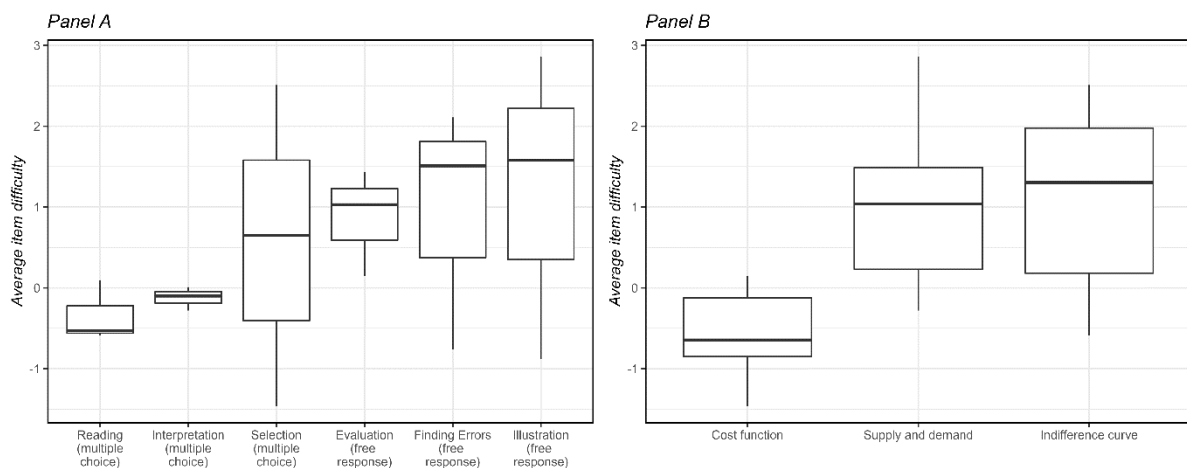 Panel A
Average item difficulty
3
2
1
0
-1
Reading
(multiple
choice)
Interpretation
(multiple
choice)
Selection
(multiple
choice)
Evaluation
(free
response)
Finding Errors
(free
response)
Illustration
(free
response)
Panel B
Average item difficulty
3
2
1
0
-1
Cost function
Supply and demand
Indifference curve